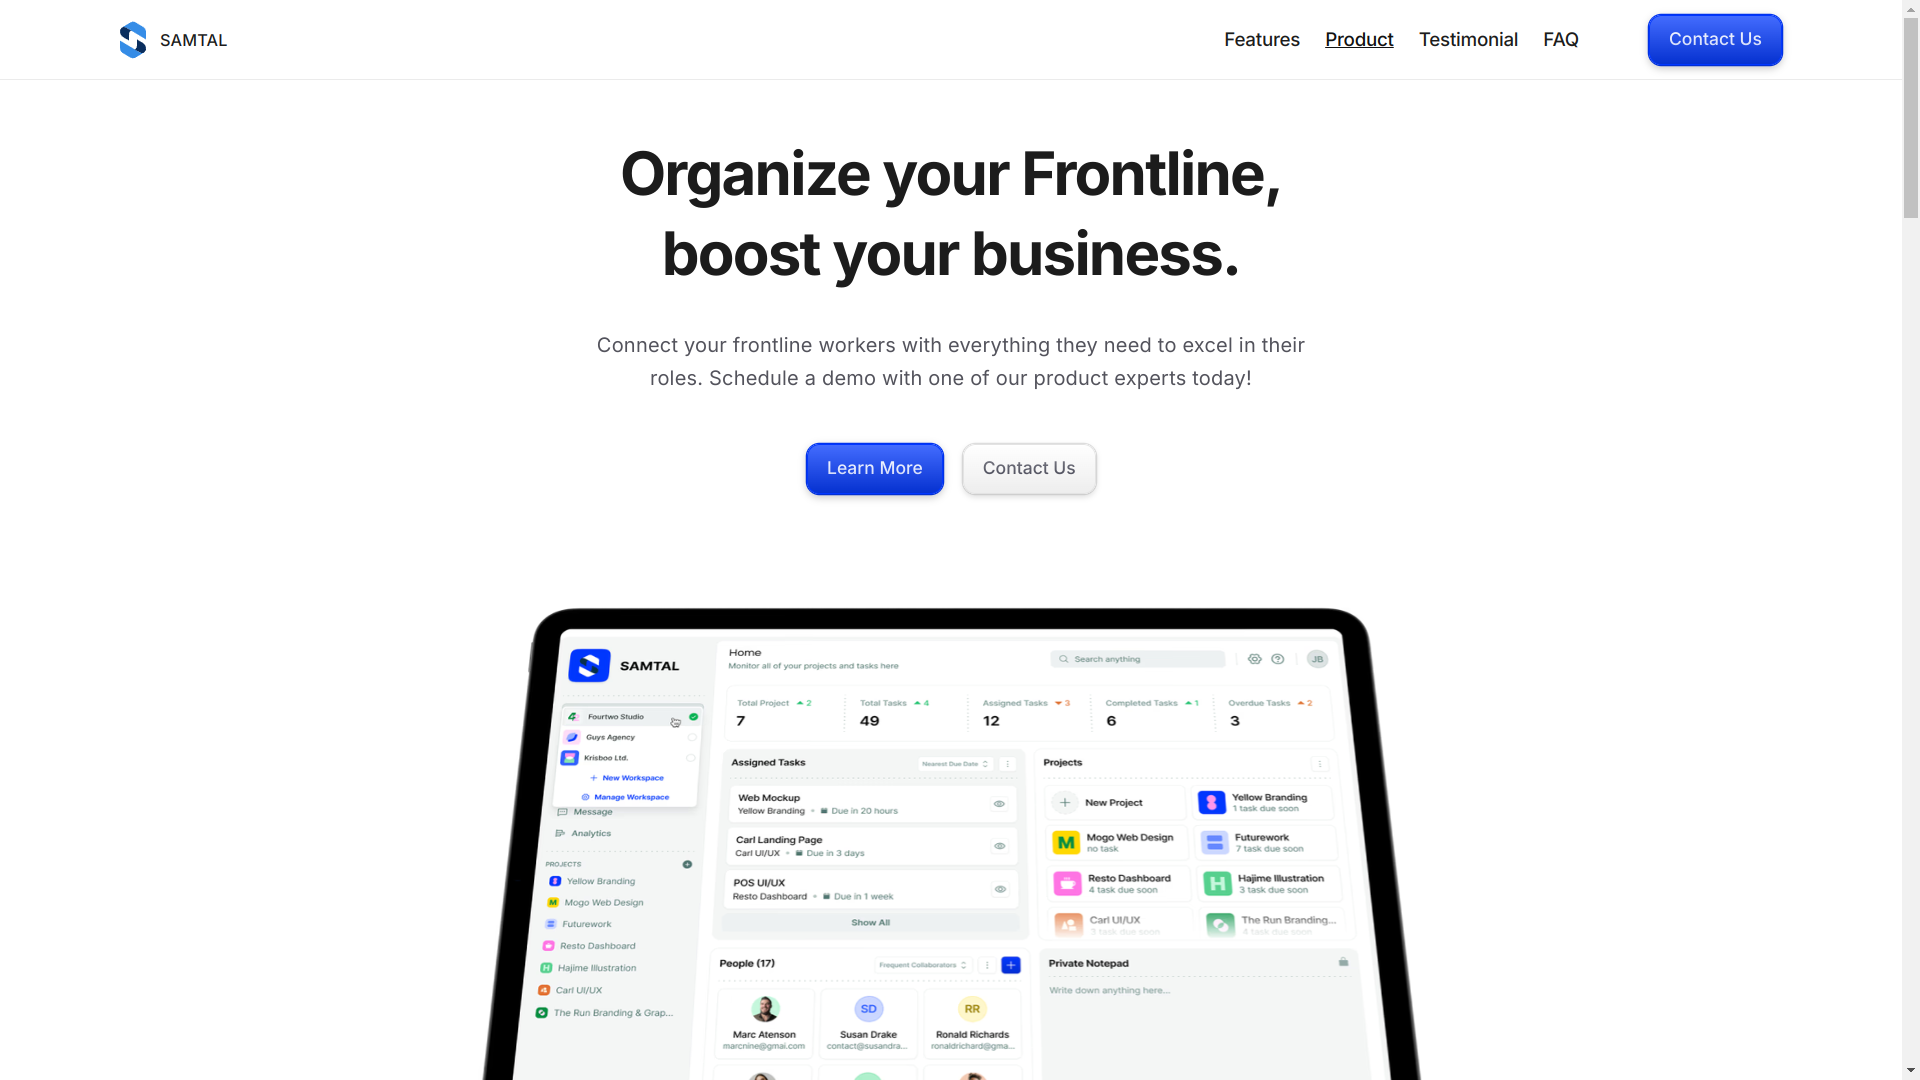 SAMTAL
Features Product Testimonial FAQ
Contact Us
Organize your Frontline,
boost your business.
Connect your frontline workers with everything they need to excel in their
roles. Schedule a demo with one of our product experts today!
Learn More
Contact Us
SAMTAL
Fourtwo Studio
Guys Agency
Krisboo Ltd.
New Workspace
Manage Workspace
Message
Analytics
PROJECTS
Yellow Branding
Mogo Web Design
Futurework
Resto Dashboard
Hajime Illustration
Carl UI/UX
The Run Branding & Grap...
Home
Monitor all of your projects and tasks here
Search anything
JB
Total Project 2
7
Total Tasks 4
49
Assigned Tasks 3
12
Completed Tasks 1
6
Overdue Tasks 2
3
Assigned Tasks
Nearest Due Date
Web Mockup
Yellow Branding • Due in 20 hours
Carl Landing Page
Carl UI/UX • Due in 3 days
POS UI/UX
Resto Dashboard • Due in 1 week
Show All
Projects
New Project
Yellow Branding
1 task due soon
M
Mogo Web Design
no task
Futurework
7 task due soon
Resto Dashboard
4 task due soon
H
Hajime Illustration
3 task due soon
Carl UI/UX
3 task due soon
The Run Branding...
4 task due soon
People (17)
Frequent Collaborators
Marc Atenson
marcnine@gmai.com
SD
Susan Drake
contact@susandra...
RR
Ronald Richards
ronaldrichard@gma...
Private Notepad
Write down anything here...